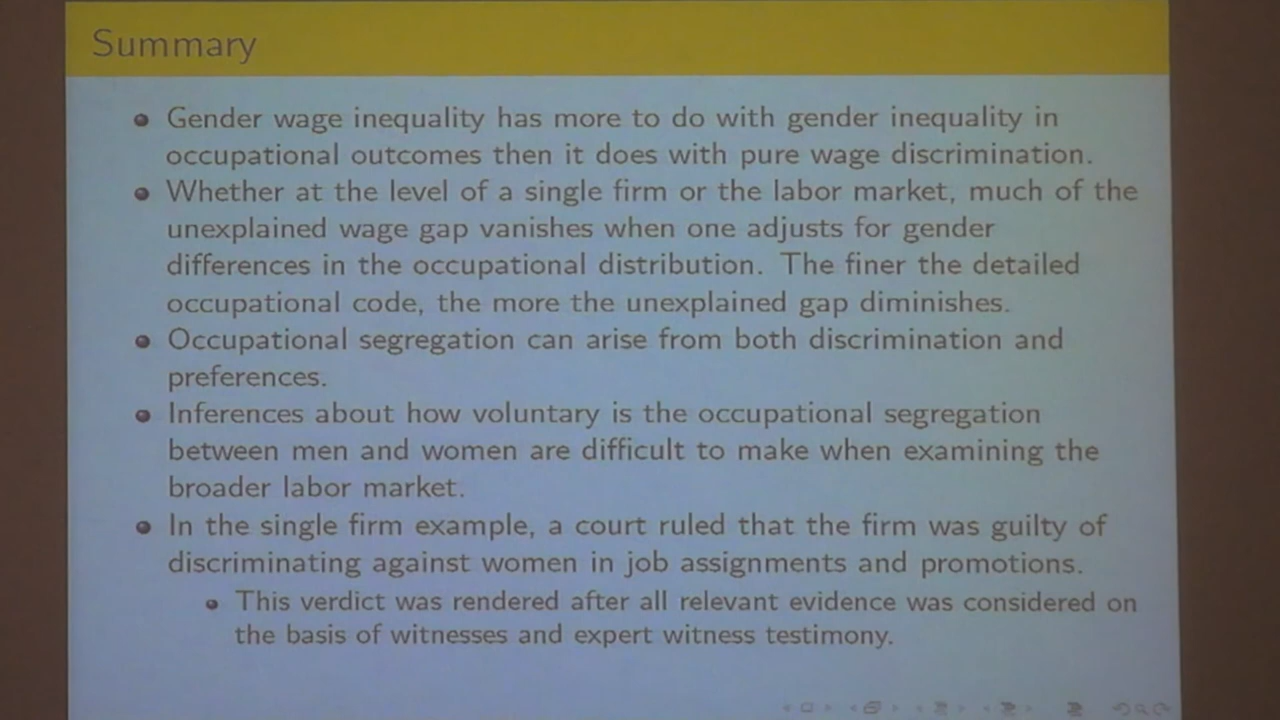 Summary
Gender wage inequality has more to do with gender inequality in
occupational outcomes then it does with pure wage discrimination.
Whether at the level of a single firm or the labor market, much of the
unexplained wage gap vanishes when one adjusts for gender
differences in the occupational distribution. The finer the detailed
occupational code, the more the unexplained gap diminishes.
Occupational segregation can arise from both discrimination and
preferences.
Inferences about how voluntary is the occupational segregation
between men and women are difficult to make when examining the
broader labor market.
In the single firm example, a court ruled that the firm was guilty of
discriminating against women in job assignments and promotions.
This verdict was rendered after all relevant evidence was considered on
the basis of witnesses and expert witness testimony.